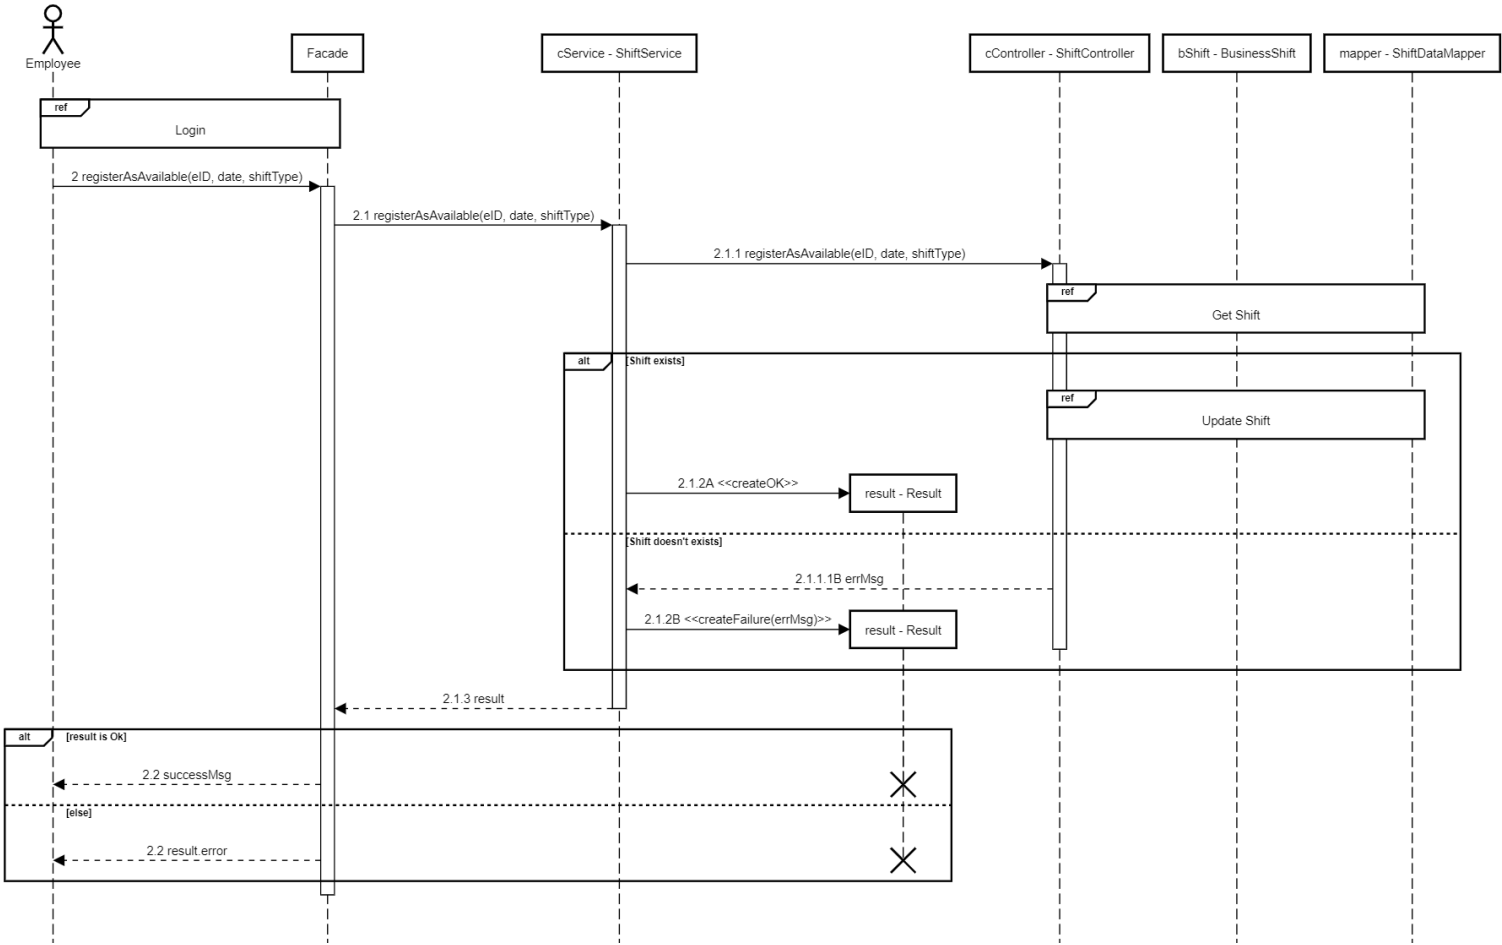 Employee
Facade
cService - ShiftService
cController - ShiftController
bShift - BusinessShift
mapper - ShiftDataMapper
ref
Login
2 registerAsAvailable(eID, date, shiftType)
2.1 registerAsAvailable(eID, date, shiftType)
2.1.1 registerAsAvailable(eID, date, shiftType)
ref
Get Shift
alt
[Shift exists]
ref
Update Shift
2.1.2A <<createOK>>
result - Result
[Shift doesn't exists]
2.1.1.1B errMsg
2.1.2B <<createFailure(errMsg)>>
result - Result
2.1.3 result
alt
[result is Ok]
2.2 successMsg
[else]
2.2 result.error